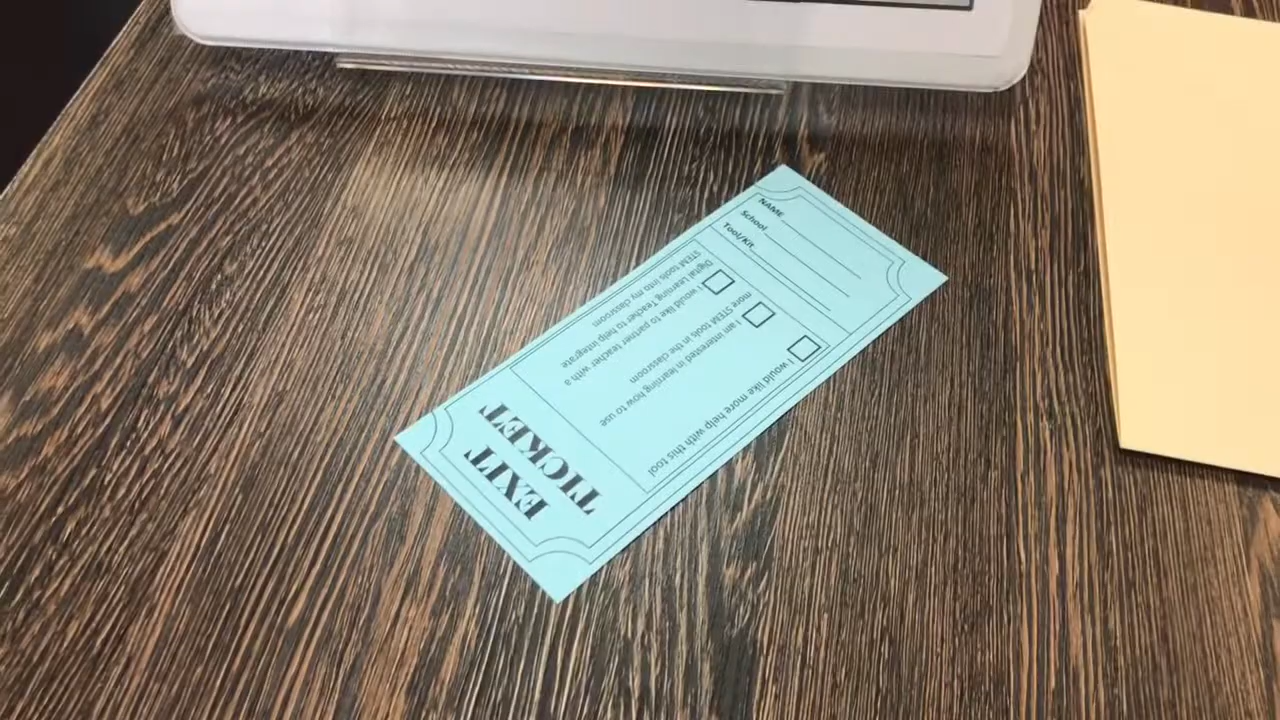 EXIT
TICKET
I would like more help with this tool
I am interested in learning how to use
more STEM tools in the classroom
I would like to partner teacher with a
Digital Learning Teacher to help integrate
STEM tools into my classroom
NAME
School
Tool/Kit